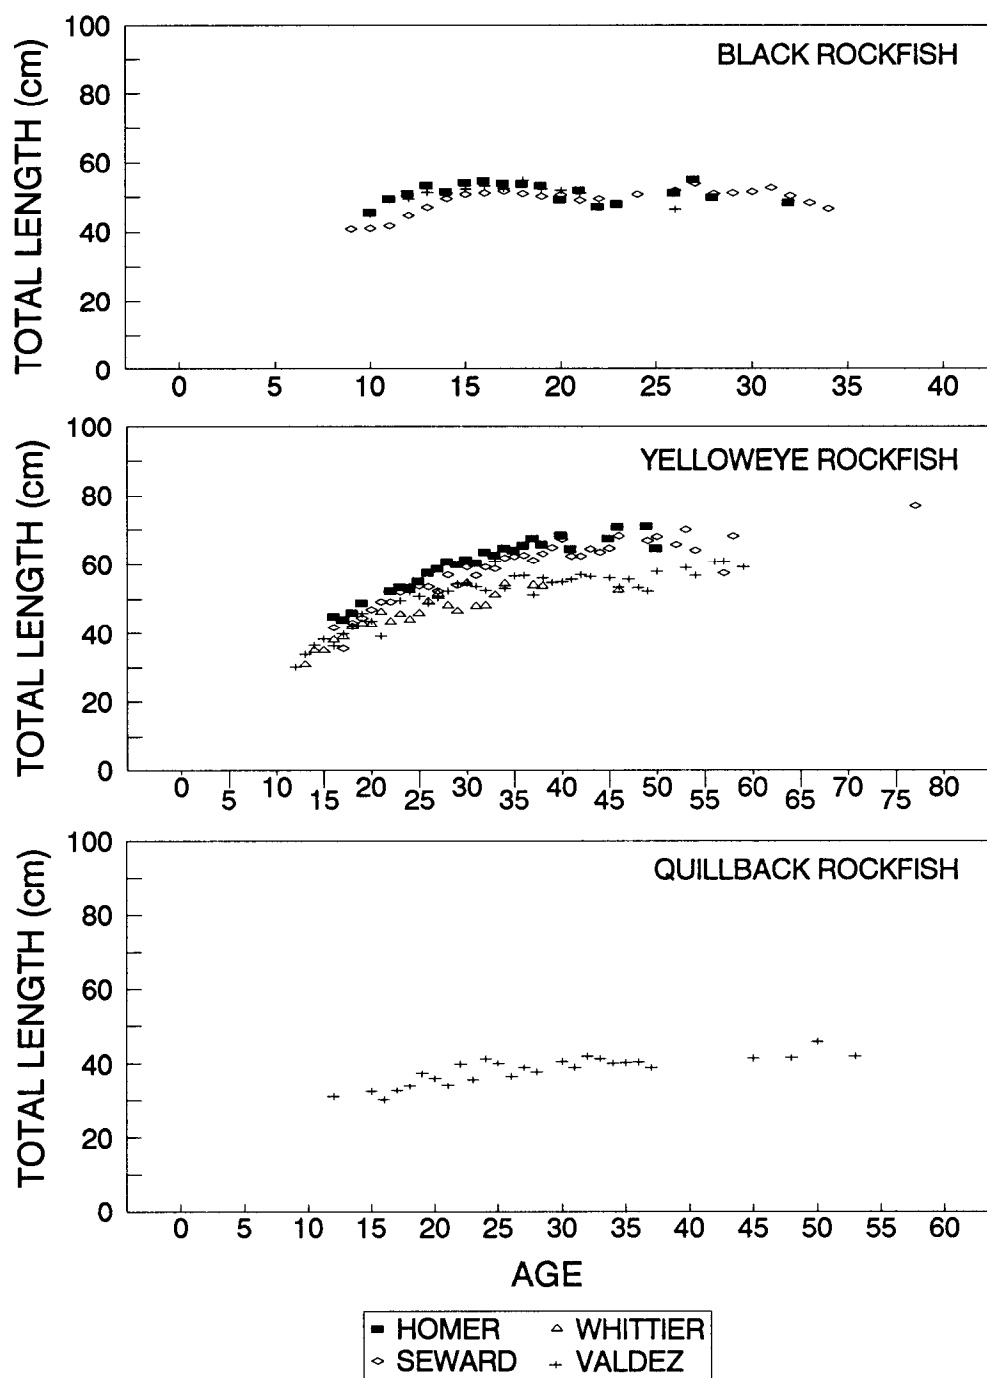 BLACK ROCKFISH
TOTAL LENGTH (cm)
100
80
60
40
20
0
0 5 10 15 20 25 30 35 40
YELLOWEYE ROCKFISH
TOTAL LENGTH (cm)
100
80
60
40
20
0
0 5 10 15 20 25 30 35 40 45 50 55 60 65 70 75 80
QUILLBACK ROCKFISH
TOTAL LENGTH (cm)
100
80
60
40
20
0
0 5 10 15 20 25 30 35 40 45 50 55 60
AGE
HOMER WHITTIER
SEWARD VALDEZ